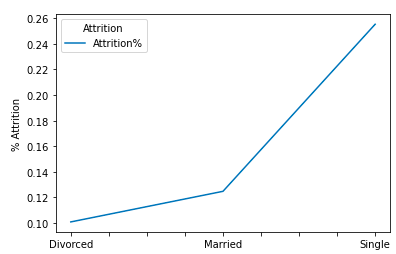 Attrition
Attrition%
% Attrition
0.26
0.24
0.22
0.20
0.18
0.16
0.14
0.12
0.10
Divorced Married Single